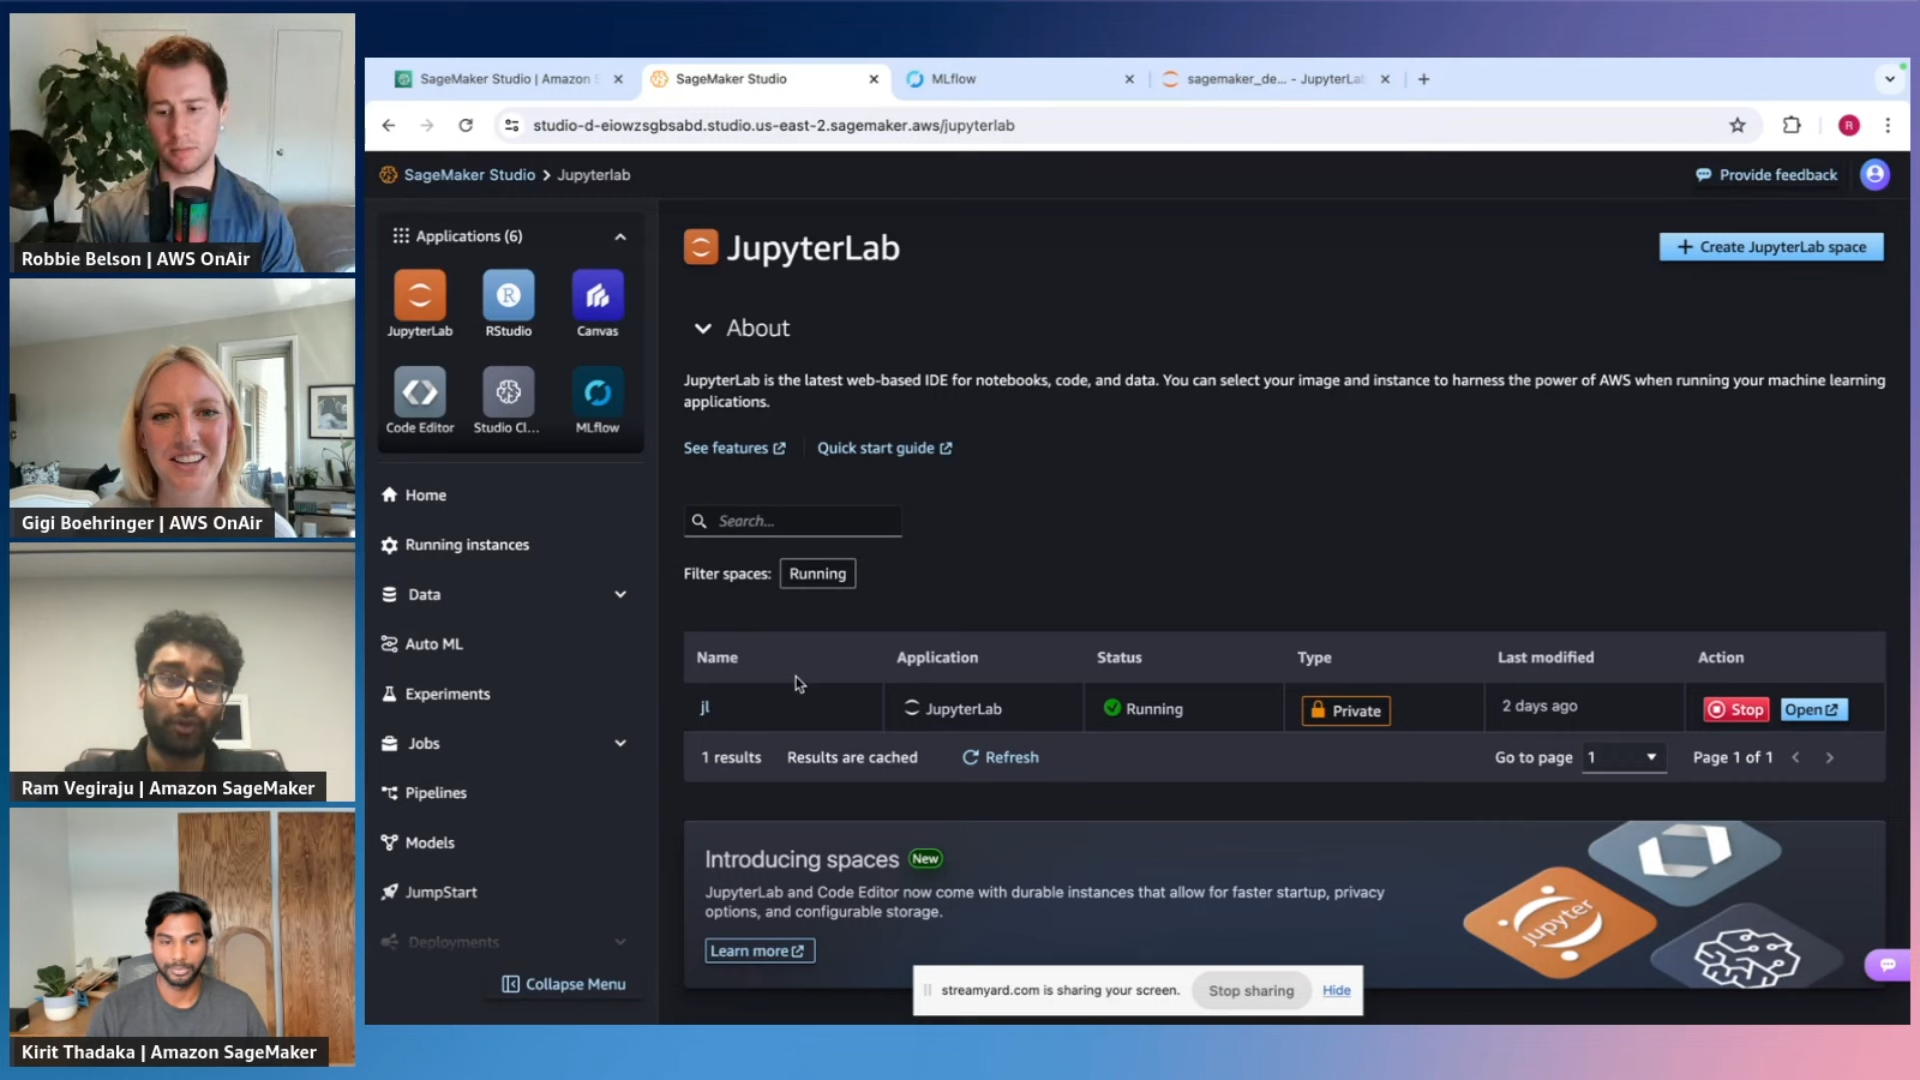 Robbie Belson | AWS OnAir
Gigi Boehringer | AWS OnAir
Ram Vegiraju | Amazon SageMaker
Kirit Thadaka | Amazon SageMaker
SageMaker Studio | Amazon S
SageMaker Studio
MLflow
sagemaker_de... - JupyterLa
studio-d-eiowzsgbsabd.studio.us-east-2.sagemaker.aws/jupyterlab
R
SageMaker Studio > Jupyterlab
Provide feedback
Applications (6)
JupyterLab
RStudio
Canvas
Code Editor
Studio Cl...
MLflow
Home
Running instances
Data
Auto ML
Experiments
Jobs
Pipelines
Models
JumpStart
Deployments
Collapse Menu
JupyterLab
+ Create JupyterLab space
About
JupyterLab is the latest web-based IDE for notebooks, code, and data. You can select your image and instance to harness the power of AWS when running your machine learning
applications.
See features
Quick start guide
Search...
Filter spaces: Running
Name Application Status Type Last modified Action
jl JupyterLab Running Private 2 days ago Stop Open
1 results Results are cached Refresh Go to page 1 Page 1 of 1
Introducing spaces New
JupyterLab and Code Editor now come with durable instances that allow for faster startup, privacy
options, and configurable storage.
Learn more
jupyter
streamyard.com is sharing your screen. Stop sharing Hide